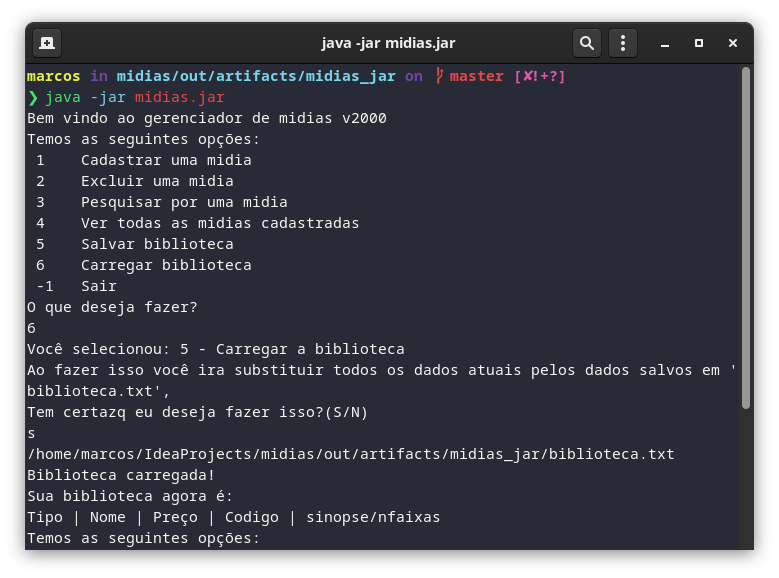 java -jar midias.jar
marcos in midias/out/artifacts/midias_jar on master [✘!+?]
❯ java -jar midias.jar
Bem vindo ao gerenciador de midias v2000
Temos as seguintes opções:
1 Cadastrar uma midia
2 Excluir uma midia
3 Pesquisar por uma midia
4 Ver todas as midias cadastradas
5 Salvar biblioteca
6 Carregar biblioteca
-1 Sair
O que deseja fazer?
6
Você selecionou: 5 - Carregar a biblioteca
Ao fazer isso você ira substituir todos os dados atuais pelos dados salvos em '
biblioteca.txt',
Tem certazq eu deseja fazer isso?(S/N)
s
/home/marcos/IdeaProjects/midias/out/artifacts/midias_jar/biblioteca.txt
Biblioteca carregada!
Sua biblioteca agora é:
Tipo | Nome | Preço | Codigo | sinopse/nfaixas
Temos as seguintes opções: